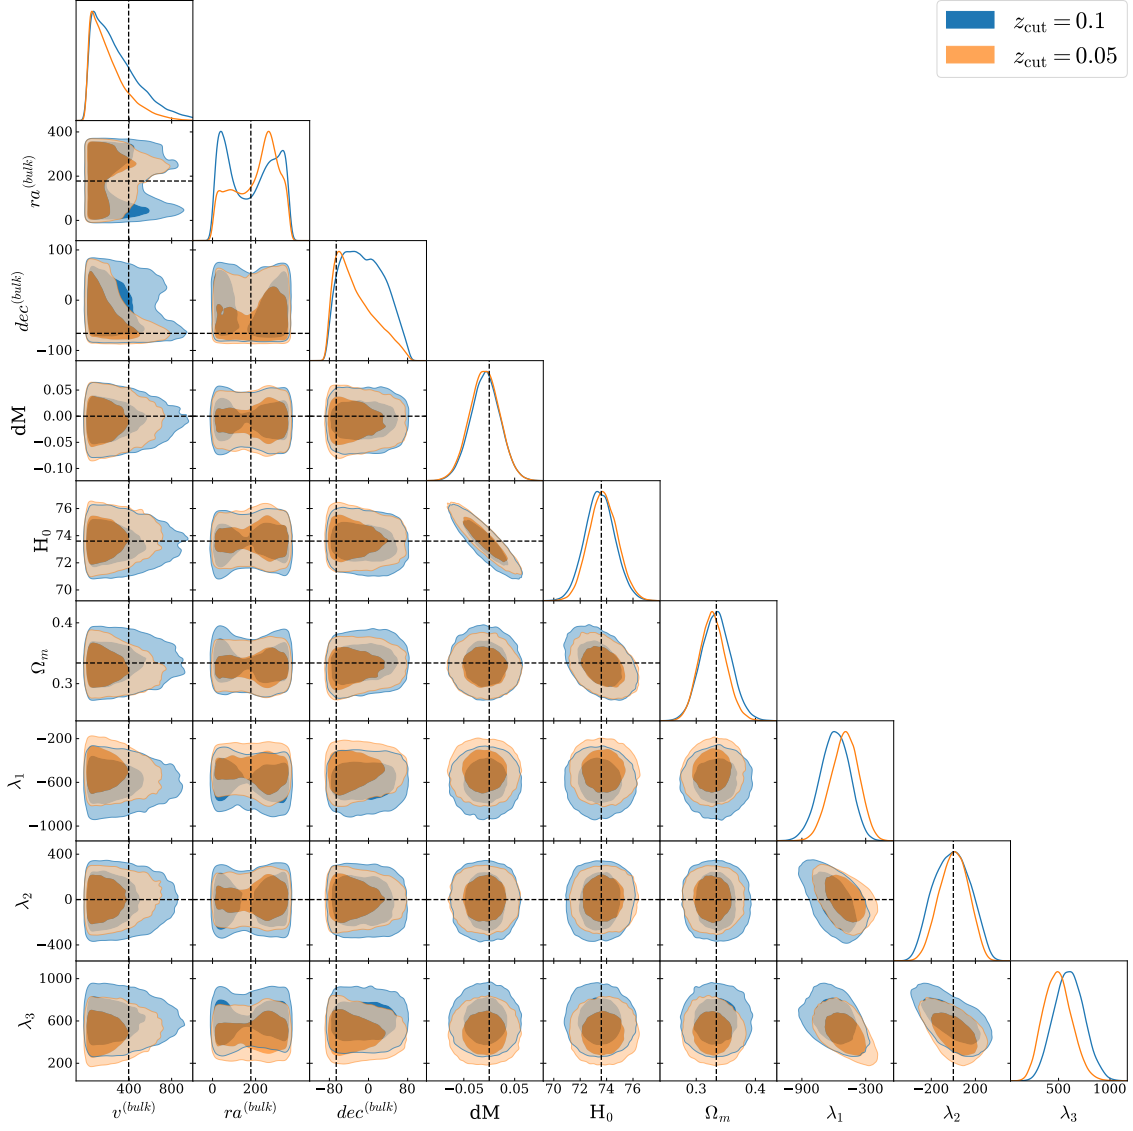 z_cut = 0.1
z_cut = 0.05
400
200
0
ra^(bulk)
100
0
−100
dec^(bulk)
0.05
0.00
−0.05
−0.10
dM
76
74
72
70
H_0
0.4
0.3
Ω_m
−200
−600
−1000
λ_1
400
0
−400
λ_2
1000
600
200
λ_3
400 800 0 200 −80 0 80 −0.05 0.05 70 72 74 76 0.3 0.4 −900 −300 −200 200 500 1000
v^(bulk) ra^(bulk) dec^(bulk) dM H_0 Ω_m λ_1 λ_2 λ_3